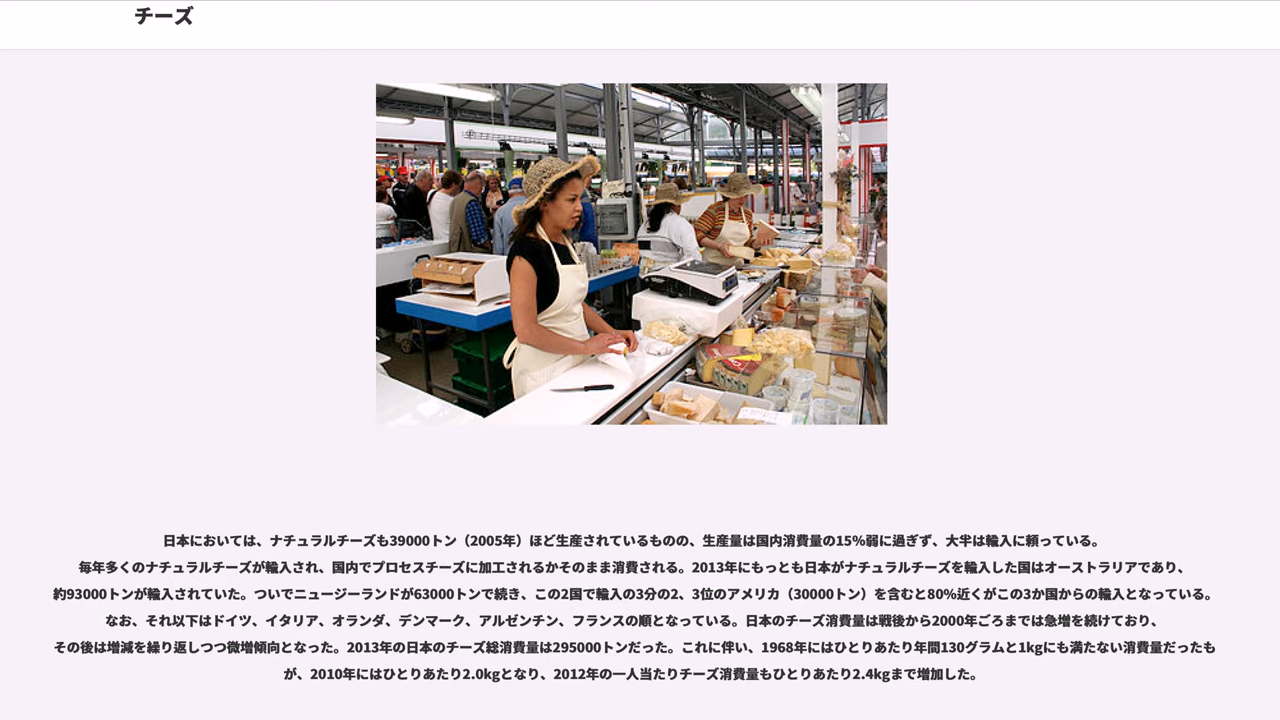 チーズ
日本においては、ナチュラルチーズも39000トン（2005年）ほど生産されているものの、生産量は国内消費量の15%弱に過ぎず、大半は輸入に頼っている。
毎年多くのナチュラルチーズが輸入され、国内でプロセスチーズに加工されるかそのまま消費される。2013年にもっとも日本がナチュラルチーズを輸入した国はオーストラリアであり、
約93000トンが輸入されていた。ついでニュージーランドが63000トンで続き、この2国で輸入の3分の2、3位のアメリカ（30000トン）を含むと80%近くがこの3か国からの輸入となっている。
なお、それ以下はドイツ、イタリア、オランダ、デンマーク、アルゼンチン、フランスの順となっている。日本のチーズ消費量は戦後から2000年ごろまでは急増を続けており、
その後は増減を繰り返しつつ微増傾向となった。2013年の日本のチーズ総消費量は295000トンだった。これに伴い、1968年にはひとりあたり年間130グラムと1kgにも満たない消費量だったも
が、2010年にはひとりあたり2.0kgとなり、2012年の一人当たりチーズ消費量もひとりあたり2.4kgまで増加した。